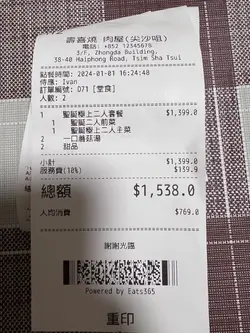 壽喜燒 肉屋(尖沙咀)
電話: +852 12345678
3/F, Zhongda Building,
38-40 Haiphong Road, Tsim Sha Tsui
點餐時間: 2024-01-01 16:24:48
侍應: Ivan
訂單編號: D71 [堂食]
人數: 2
1 聖誕極上二人套餐 $1,399.0
1 聖誕二人前菜
1 聖誕極上二人主菜
2 一口蘑菇湯
2 甜品
小計 $1,399.0
服務費(10%) $139.9
總額 $1,538.0
人均消費 $769.0
謝謝光臨
Powered by Eats365
重印